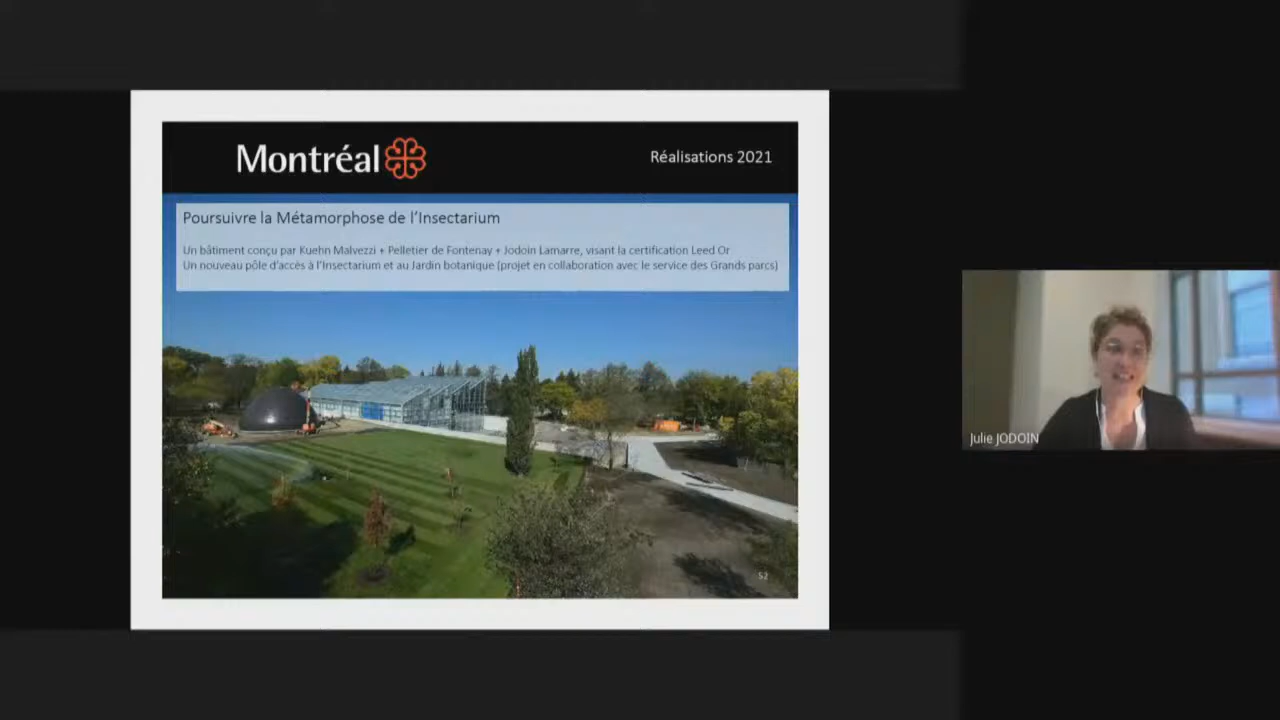 Montréal
Réalisations 2021
Poursuivre la Métamorphose de l'Insectarium
Un bâtiment conçu par Kuehn Malvezzi + Pelletier de Fontenay + Jodoin Lamarre, visant la certification Leed Or
Un nouveau pôle d'accès à l'Insectarium et au Jardin botanique (projet en collaboration avec le service des Grands parcs)
52
Julie JODOIN